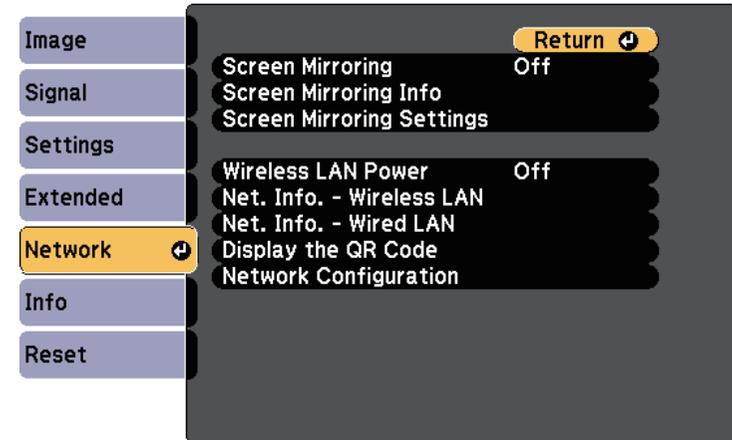 Image
Signal
Settings
Extended
Network
Info
Reset
Return
Screen Mirroring Off
Screen Mirroring Info
Screen Mirroring Settings
Wireless LAN Power Off
Net. Info. - Wireless LAN
Net. Info. - Wired LAN
Display the QR Code
Network Configuration